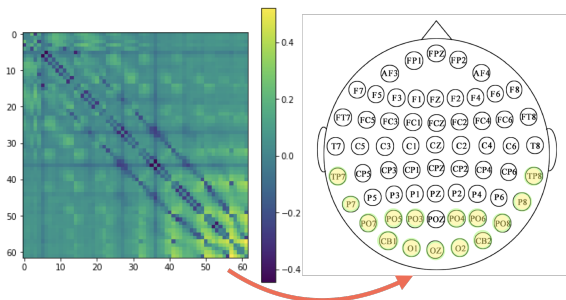 0
10
20
30
40
50
60
0 10 20 30 40 50 60
0.4
0.2
0.0
−0.2
−0.4
FP1 FPZ FP2
AF3 AF4
F7 F5 F3 F1 FZ F2 F4 F6 F8
FT7 FC5 FC3 FC1 FCZ FC2 FC4 FC6 FT8
T7 C5 C3 C1 CZ C2 C4 C6 T8
TP7 CP5 CP3 CP1 CPZ CP2 CP4 CP6 TP8
P7 P5 P3 P1 PZ P2 P4 P6 P8
PO7 PO5 PO3 POZ PO4 PO6 PO8
CB1 O1 OZ O2 CB2